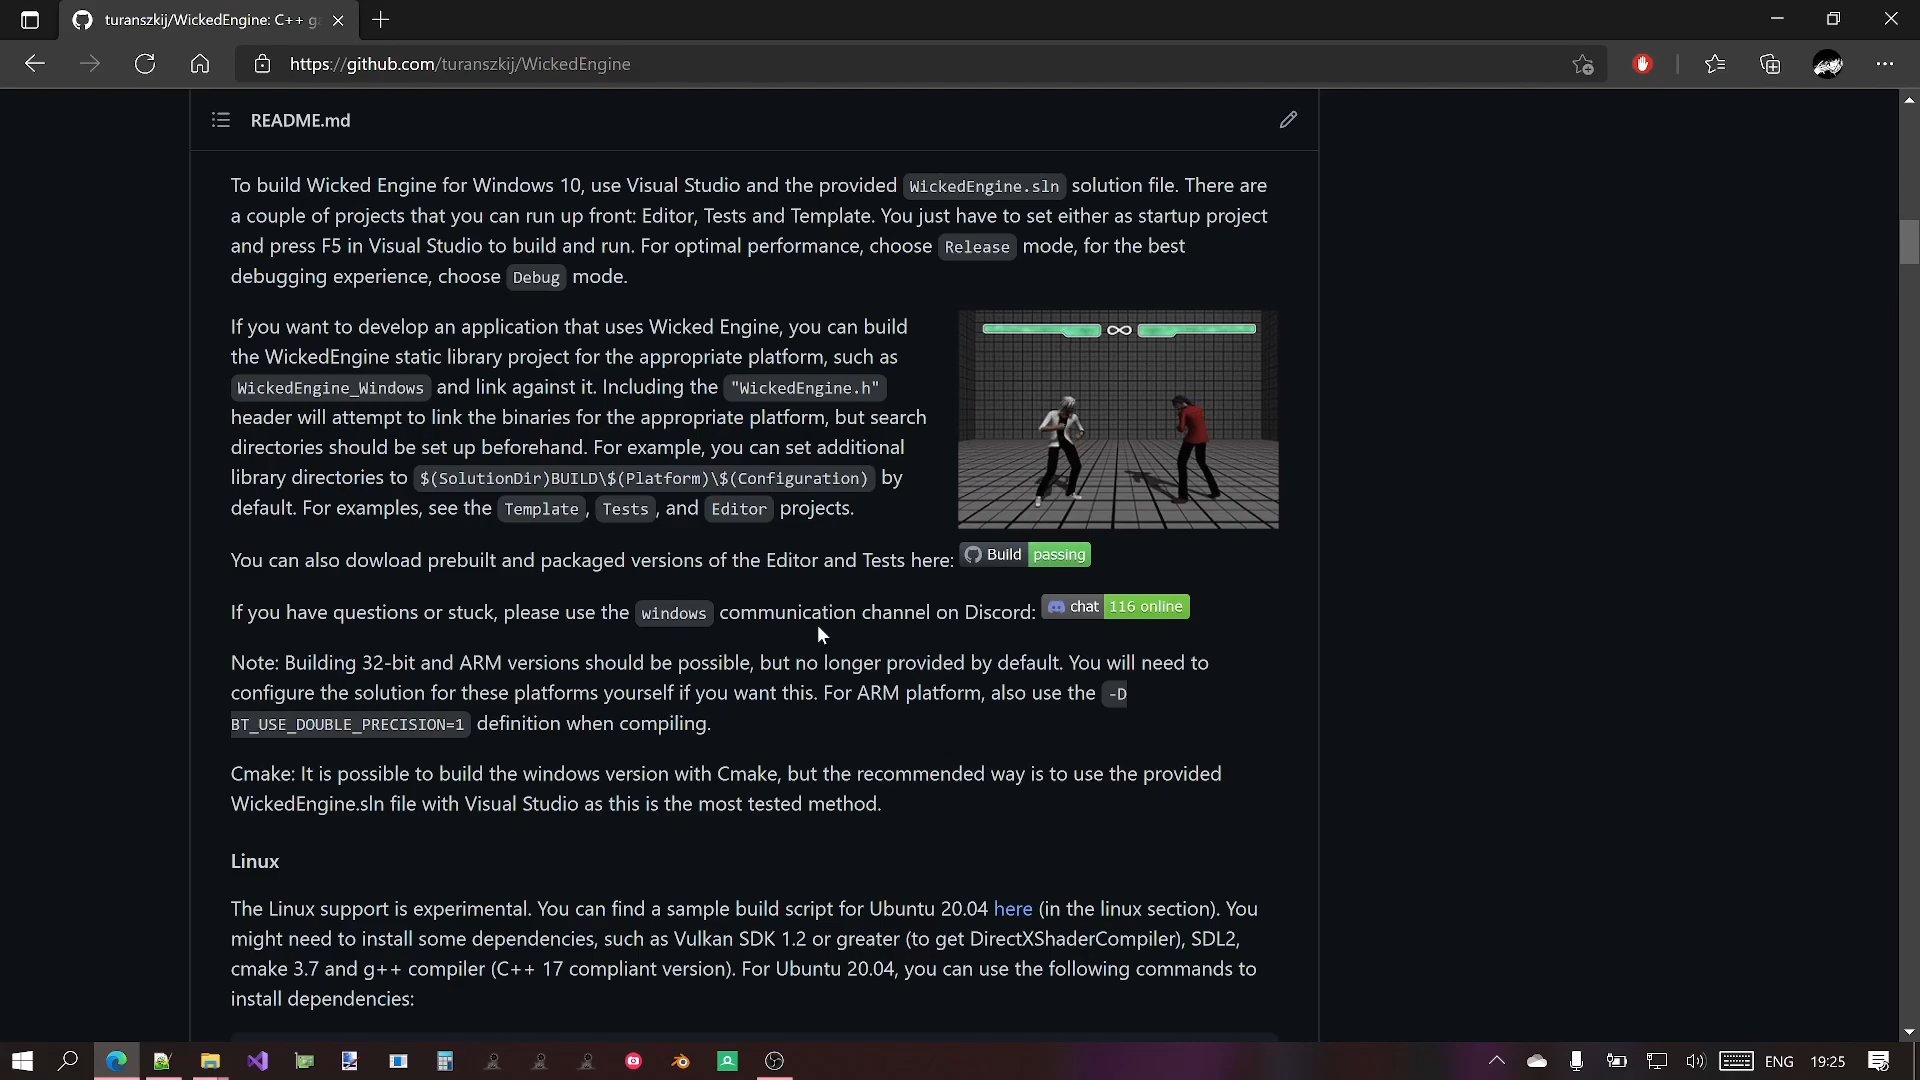 turanszkij/WickedEngine: C++ g
https://github.com/turanszkij/WickedEngine
README.md
To build Wicked Engine for Windows 10, use Visual Studio and the provided WickedEngine.sln solution file. There are
a couple of projects that you can run up front: Editor, Tests and Template. You just have to set either as startup project
and press F5 in Visual Studio to build and run. For optimal performance, choose Release mode, for the best
debugging experience, choose Debug mode.
If you want to develop an application that uses Wicked Engine, you can build
the WickedEngine static library project for the appropriate platform, such as
WickedEngine_Windows and link against it. Including the "WickedEngine.h"
header will attempt to link the binaries for the appropriate platform, but search
directories should be set up beforehand. For example, you can set additional
library directories to $(SolutionDir)BUILD\$(Platform)\$(Configuration) by
default. For examples, see the Template, Tests, and Editor projects.
You can also dowload prebuilt and packaged versions of the Editor and Tests here: Build passing
If you have questions or stuck, please use the windows communication channel on Discord: chat 116 online
Note: Building 32-bit and ARM versions should be possible, but no longer provided by default. You will need to
configure the solution for these platforms yourself if you want this. For ARM platform, also use the -D
BT_USE_DOUBLE_PRECISION=1 definition when compiling.
Cmake: It is possible to build the windows version with Cmake, but the recommended way is to use the provided
WickedEngine.sln file with Visual Studio as this is the most tested method.
Linux
The Linux support is experimental. You can find a sample build script for Ubuntu 20.04 here (in the linux section). You
might need to install some dependencies, such as Vulkan SDK 1.2 or greater (to get DirectXShaderCompiler), SDL2,
cmake 3.7 and g++ compiler (C++ 17 compliant version). For Ubuntu 20.04, you can use the following commands to
install dependencies:
ENG 19:25